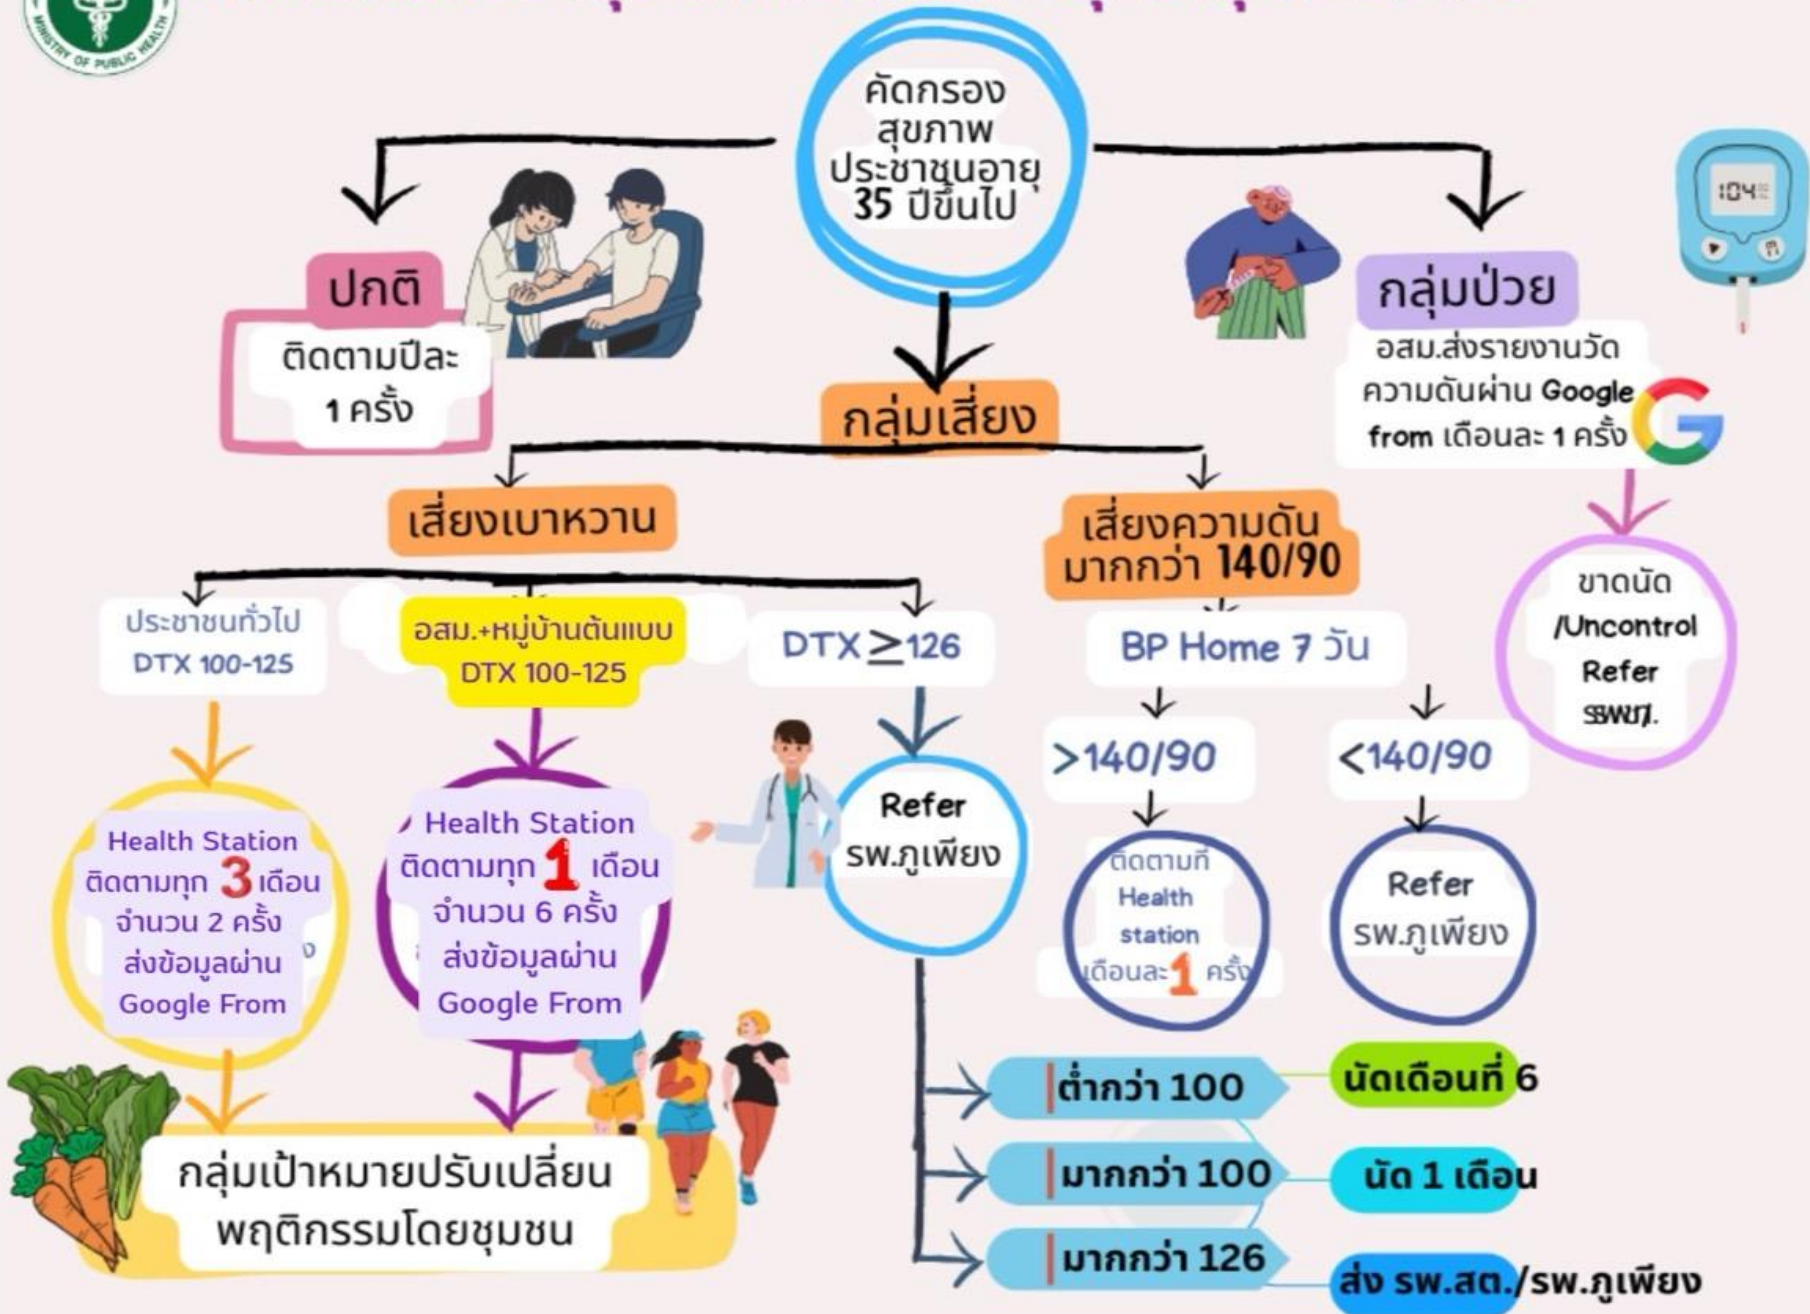 MINISTRY OF PUBLIC HEALTH
คัดกรอง
สุขภาพ
ประชาชนอายุ
35 ปีขึ้นไป
104
ปกติ
ติดตามปีละ
1 ครั้ง
กลุ่มเสี่ยง
กลุ่มป่วย
อสม.ส่งรายงานวัด
ความดันผ่าน Google
from เดือนละ 1 ครั้ง
ขาดนัด
/Uncontrol
Refer
เสี่ยงเบาหวาน
เสี่ยงความดัน
มากกว่า 140/90
ประชาชนทั่วไป
DTX 100-125
อสม.+หมู่บ้านต้นแบบ
DTX 100-125
DTX ≥126
BP Home 7 วัน
>140/90
<140/90
Health Station
ติดตามทุก 3 เดือน
จำนวน 2 ครั้ง
ส่งข้อมูลผ่าน
Google From
Health Station
ติดตามทุก 1 เดือน
จำนวน 6 ครั้ง
ส่งข้อมูลผ่าน
Google From
Refer
รพ.ภูเพียง
ติดตามที่
Health
station
เดือนละ 1 ครั้ง
Refer
รพ.ภูเพียง
กลุ่มเป้าหมายปรับเปลี่ยน
พฤติกรรมโดยชุมชน
ต่ำกว่า 100
นัดเดือนที่ 6
มากกว่า 100
นัด 1 เดือน
มากกว่า 126
ส่ง รพ.สต./รพ.ภูเพียง